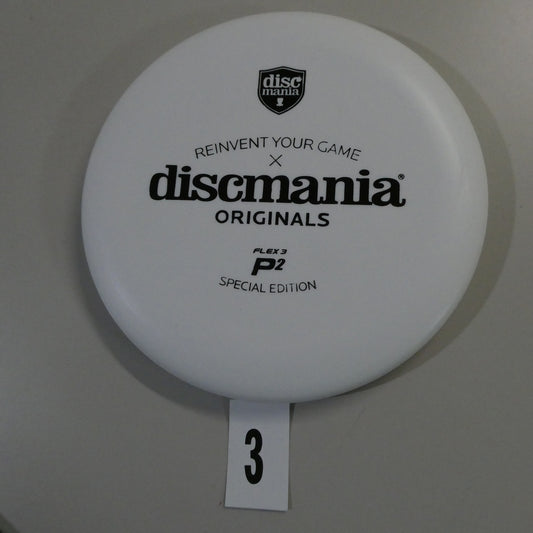 disc
mania
REINVENT YOUR GAME
X
discmania®
ORIGINALS
FLEX 3
P2
SPECIAL EDITION
3